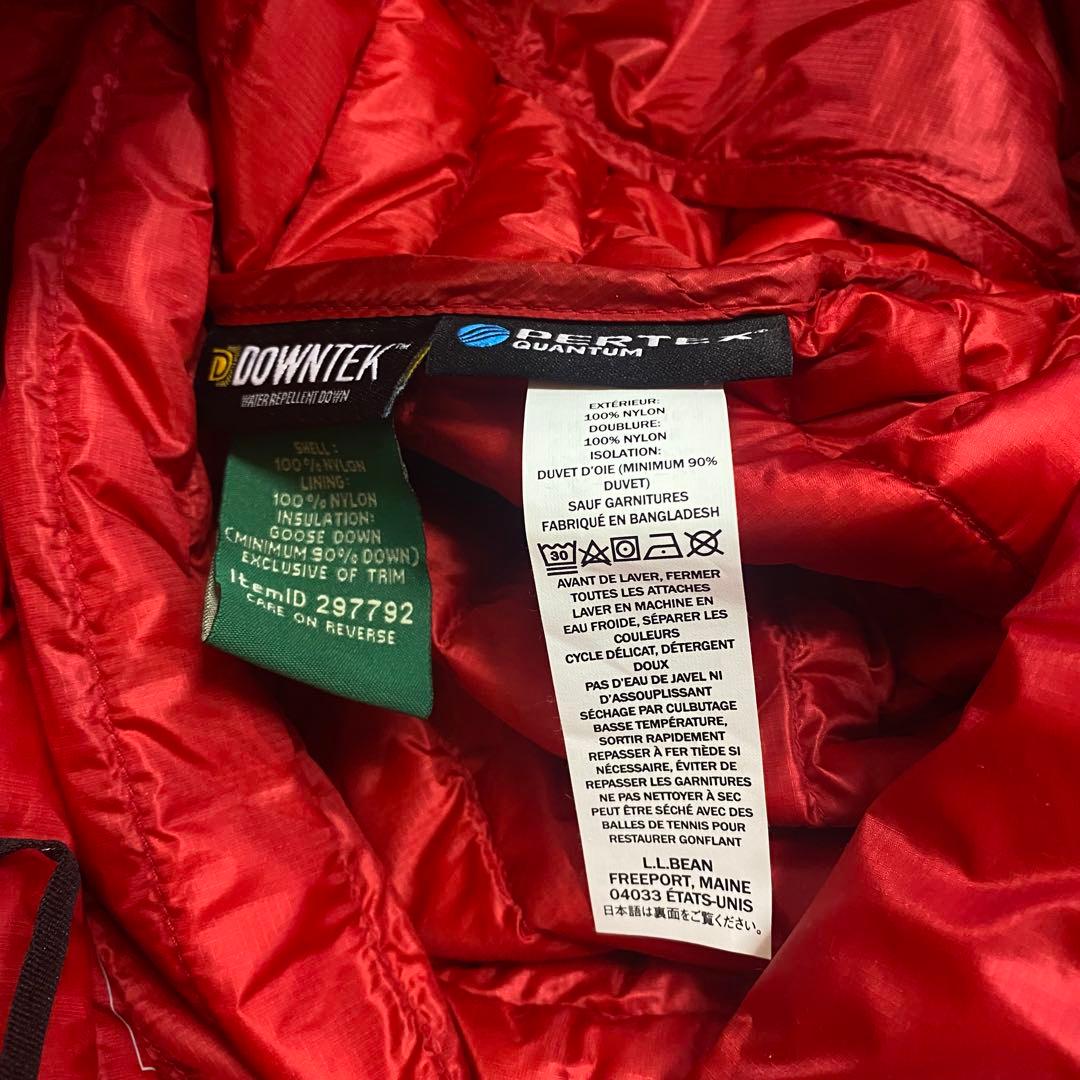 DOWNTEK™
WATER REPELLENT DOWN
SHELL:
100% NYLON
LINING:
100% NYLON
INSULATION:
GOOSE DOWN
(MINIMUM 90% DOWN)
EXCLUSIVE OF TRIM
ItemID 297792
CARE ON REVERSE
PERTEX
QUANTUM
EXTÉRIEUR:
100% NYLON
DOUBLURE:
100% NYLON
ISOLATION:
DUVET D'OIE (MINIMUM 90%
DUVET)
SAUF GARNITURES
FABRIQUÉ EN BANGLADESH
30
AVANT DE LAVER, FERMER
TOUTES LES ATTACHES
LAVER EN MACHINE EN
EAU FROIDE, SÉPARER LES
COULEURS
CYCLE DÉLICAT, DÉTERGENT
DOUX
PAS D'EAU DE JAVEL NI
D'ASSOUPLISSANT
SÉCHAGE PAR CULBUTAGE
BASSE TEMPÉRATURE,
SORTIR RAPIDEMENT
REPASSER À FER TIÈDE SI
NÉCESSAIRE, ÉVITER DE
REPASSER LES GARNITURES
NE PAS NETTOYER À SEC
PEUT ÊTRE SÉCHÉ AVEC DES
BALLES DE TENNIS POUR
RESTAURER GONFLANT
L.L.BEAN
FREEPORT, MAINE
04033 ÉTATS-UNIS
日本語は裏面をご覧ください。